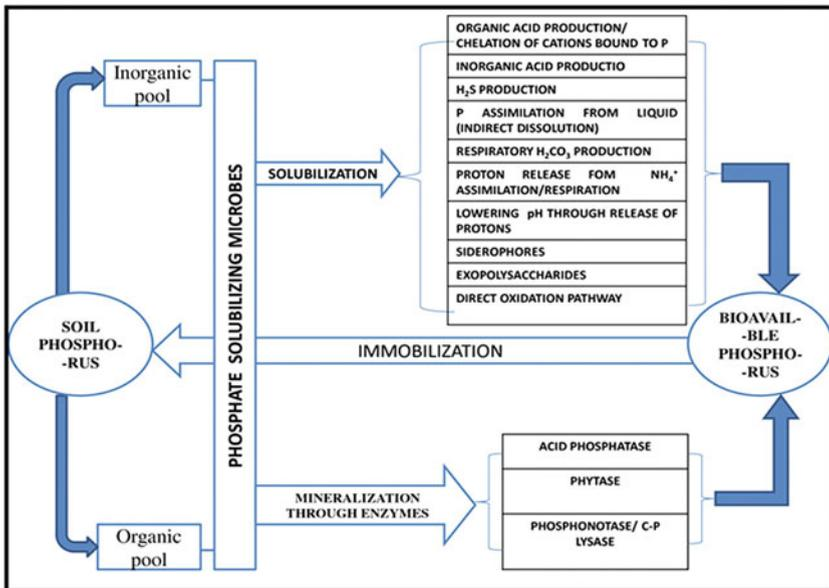 Inorganic
pool
PHOSPHATE SOLUBILIZING MICROBES
SOLUBILIZATION
ORGANIC ACID PRODUCTION/
CHELATION OF CATIONS BOUND TO P
INORGANIC ACID PRODUCTIO
H₂S PRODUCTION
P ASSIMILATION FROM LIQUID
(INDIRECT DISSOLUTION)
RESPIRATORY H₂CO₃ PRODUCTION
PROTON RELEASE FOM NH₄⁺
ASSIMILATION/RESPIRATION
LOWERING pH THROUGH RELEASE OF
PROTONS
SIDEROPHORES
EXOPOLYSACCHARIDES
DIRECT OXIDATION PATHWAY
SOIL
PHOSPHO-
-RUS
IMMOBILIZATION
BIOAVAIL-
-BLE
PHOSPHO-
-RUS
MINERALIZATION
THROUGH ENZYMES
ACID PHOSPHATASE
PHYTASE
PHOSPHONOTASE/ C-P
LYSASE
Organic
pool